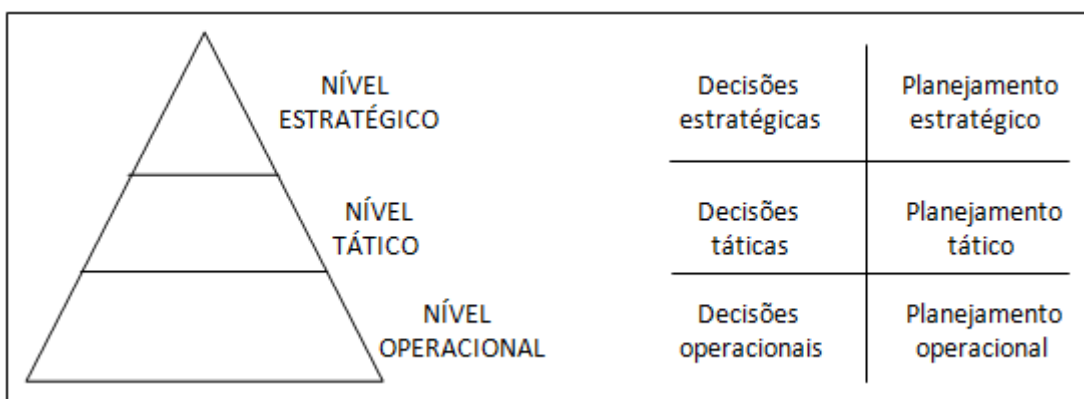 NÍVEL
ESTRATÉGICO
Decisões
estratégicas
Planejamento
estratégico
NÍVEL
TÁTICO
Decisões
táticas
Planejamento
tático
NÍVEL
OPERACIONAL
Decisões
operacionais
Planejamento
operacional